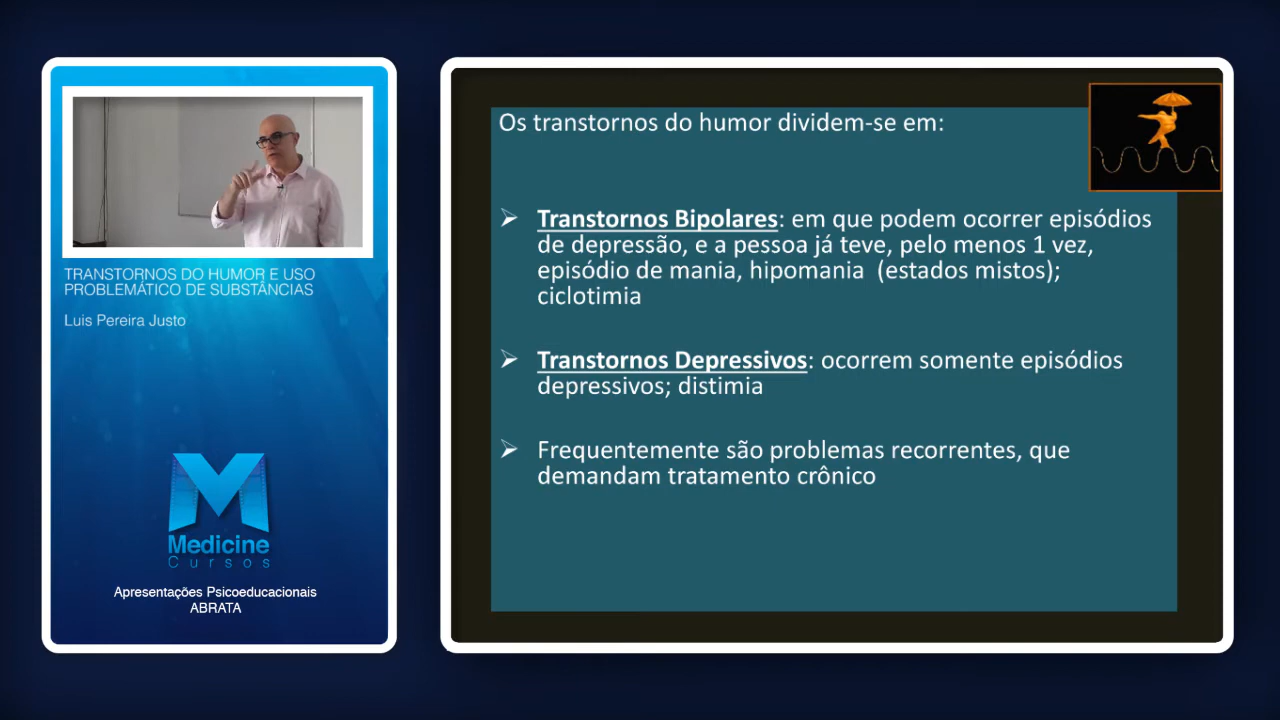 TRANSTORNOS DO HUMOR E USO
PROBLEMÁTICO DE SUBSTÂNCIAS
Luis Pereira Justo
Medicine
Cursos
Apresentações Psicoeducacionais
ABRATA
Os transtornos do humor dividem-se em:
➢ Transtornos Bipolares: em que podem ocorrer episódios
de depressão, e a pessoa já teve, pelo menos 1 vez,
episódio de mania, hipomania (estados mistos);
ciclotimia
➢ Transtornos Depressivos: ocorrem somente episódios
depressivos; distimia
➢ Frequentemente são problemas recorrentes, que
demandam tratamento crônico